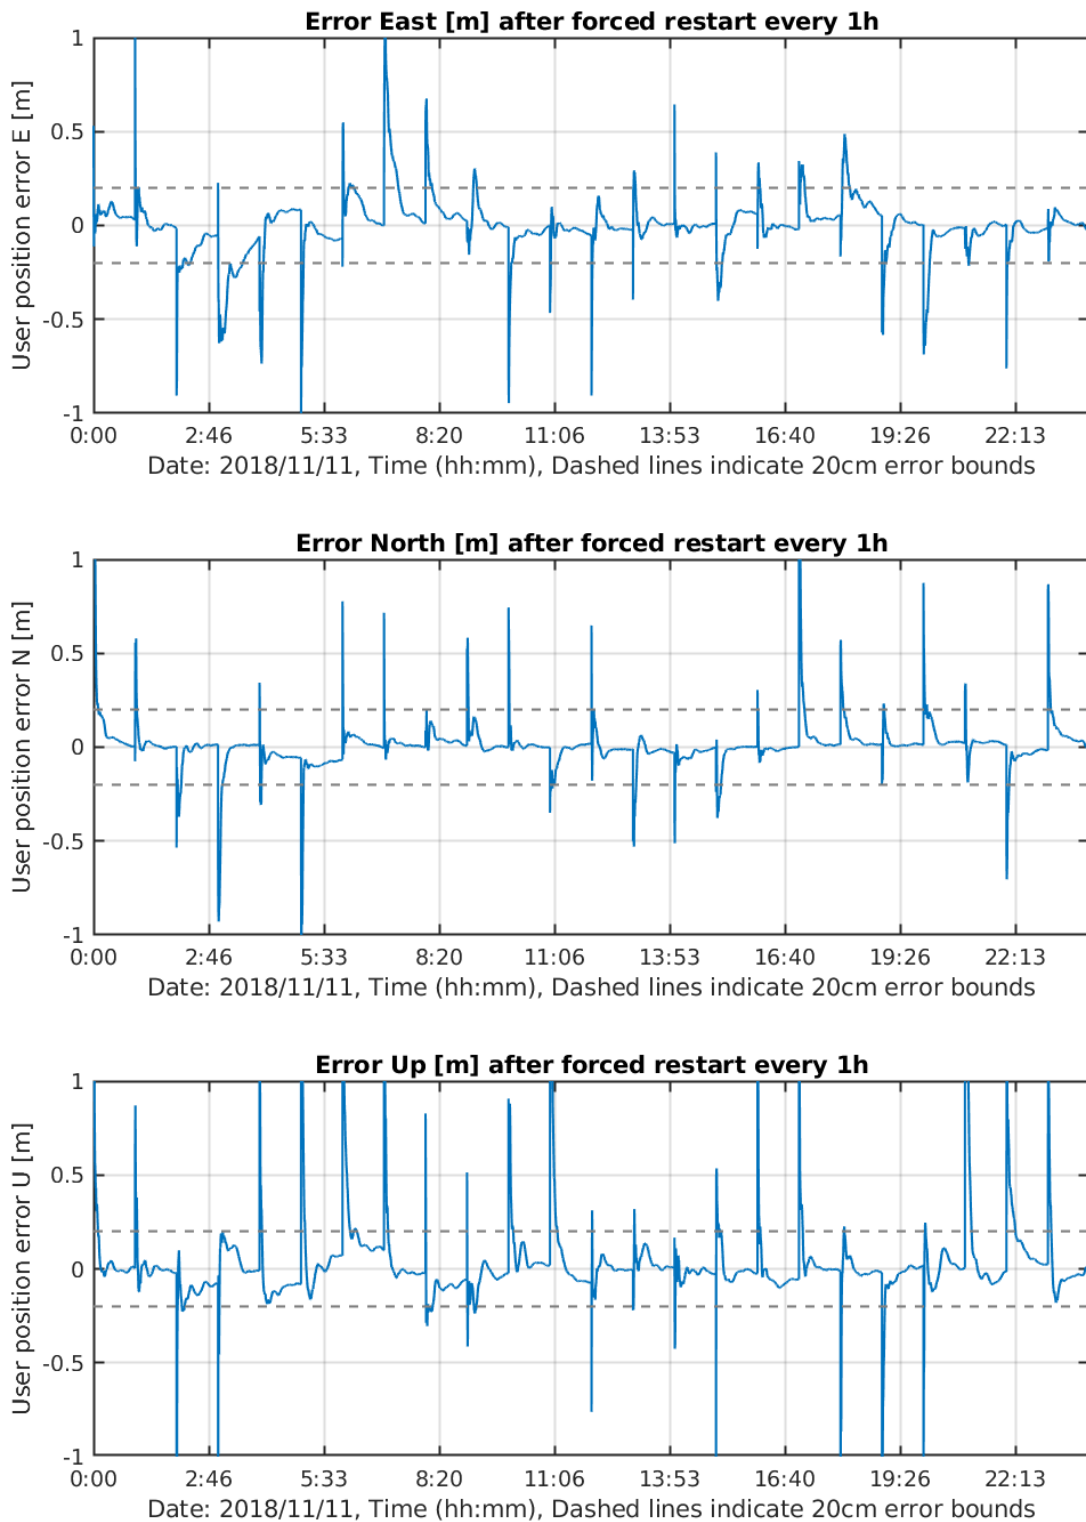 Error East [m] after forced restart every 1h
User position error E [m]
1
0.5
0
-0.5
-1
0:00 2:46 5:33 8:20 11:06 13:53 16:40 19:26 22:13
Date: 2018/11/11, Time (hh:mm), Dashed lines indicate 20cm error bounds
Error North [m] after forced restart every 1h
User position error N [m]
1
0.5
0
-0.5
-1
0:00 2:46 5:33 8:20 11:06 13:53 16:40 19:26 22:13
Date: 2018/11/11, Time (hh:mm), Dashed lines indicate 20cm error bounds
Error Up [m] after forced restart every 1h
User position error U [m]
1
0.5
0
-0.5
-1
0:00 2:46 5:33 8:20 11:06 13:53 16:40 19:26 22:13
Date: 2018/11/11, Time (hh:mm), Dashed lines indicate 20cm error bounds